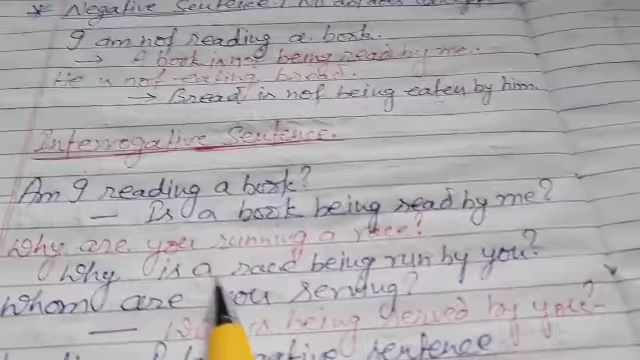 * Negative Sentence:
I am not reading a book.
→ A book is not being read by me.
He is not eating bread.
→ Bread is not being eaten by him.
Interrogative Sentence.
Am I reading a book?
— Is a book being read by me?
Why are you running a race?
Why is a race being run by you?
Whom are you serving?
— is being served by you?
sentence